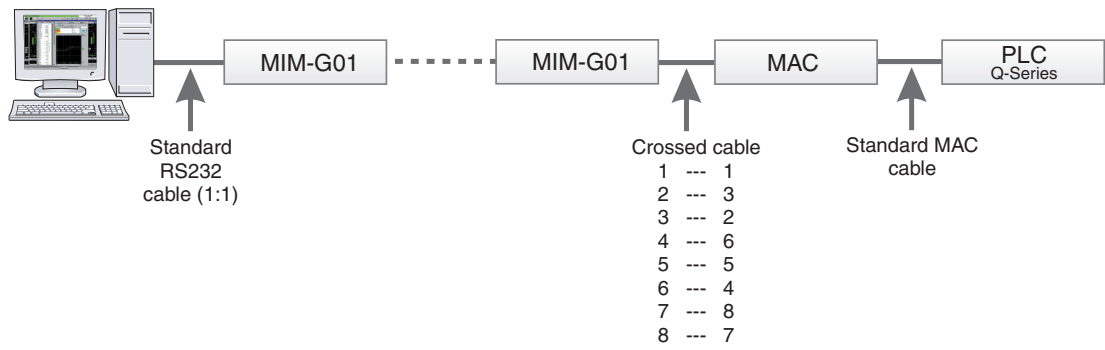 MIM-G01
MIM-G01
MAC
PLC
Q-Series
Standard
RS232
cable (1:1)
Crossed cable
1 --- 1
2 --- 3
3 --- 2
4 --- 6
5 --- 5
6 --- 4
7 --- 8
8 --- 7
Standard MAC
cable